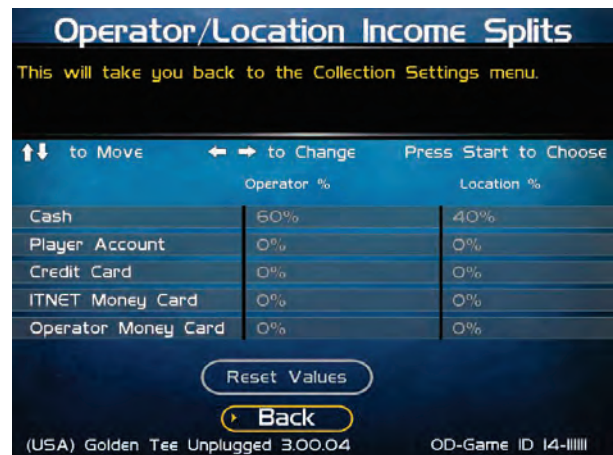 Operator/Location Income Splits
This will take you back to the Collection Settings menu.
to Move to Change Press Start to Choose
Operator % Location %
Cash 60% 40%
Player Account 0% 0%
Credit Card 0% 0%
ITNET Money Card 0% 0%
Operator Money Card 0% 0%
Reset Values
Back
(USA) Golden Tee Unplugged 3.00.04 OD-Game ID 14-111111